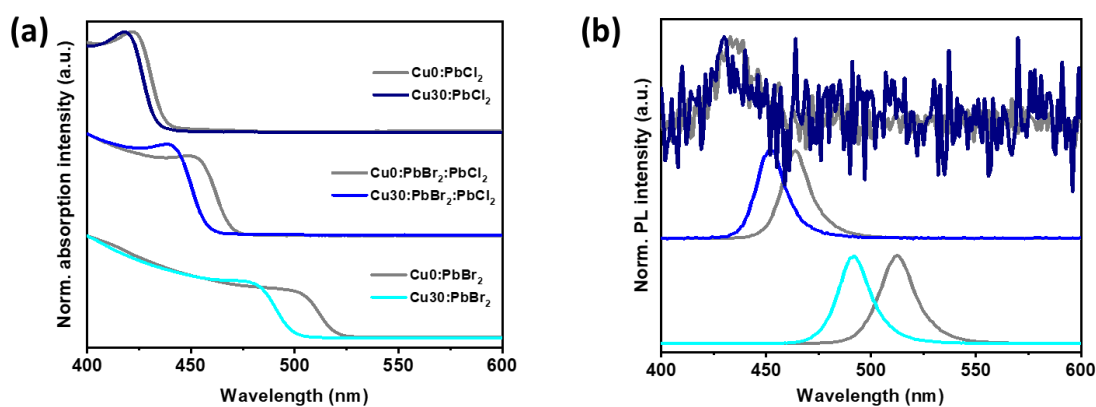 (a)
Norm. absorption intensity (a.u.)
Cu0:PbCl₂
Cu30:PbCl₂
Cu0:PbBr₂:PbCl₂
Cu30:PbBr₂:PbCl₂
Cu0:PbBr₂
Cu30:PbBr₂
400 450 500 550 600
Wavelength (nm)
(b)
Norm. PL intensity (a.u.)
400 450 500 550 600
Wavelength (nm)